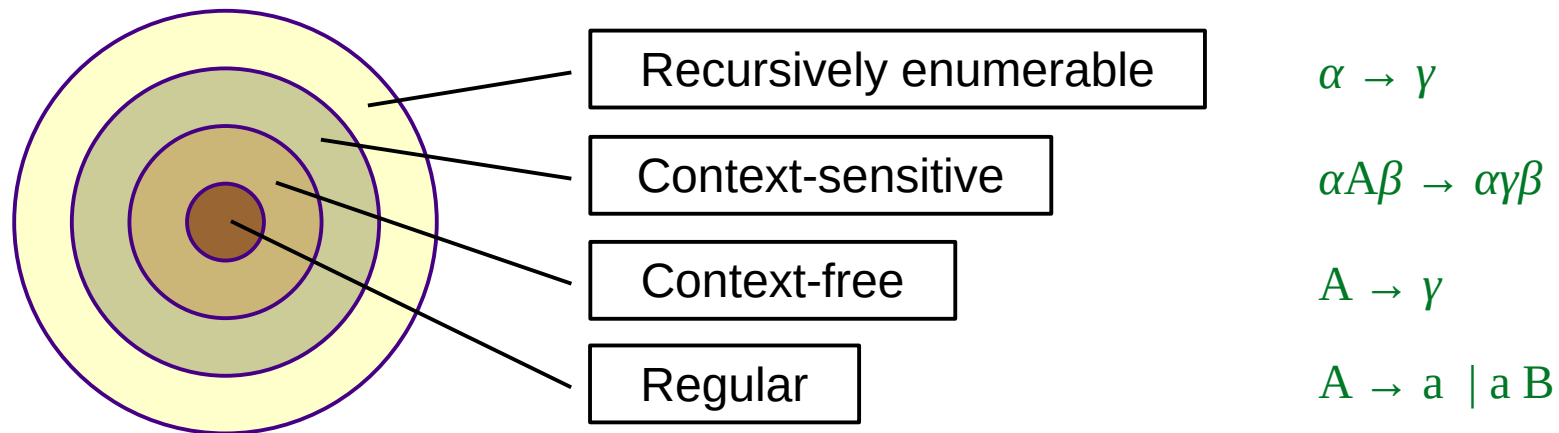 Recursively enumerable α → γ
Context-sensitive αAβ → αγβ
Context-free A → γ
Regular A → a | a B